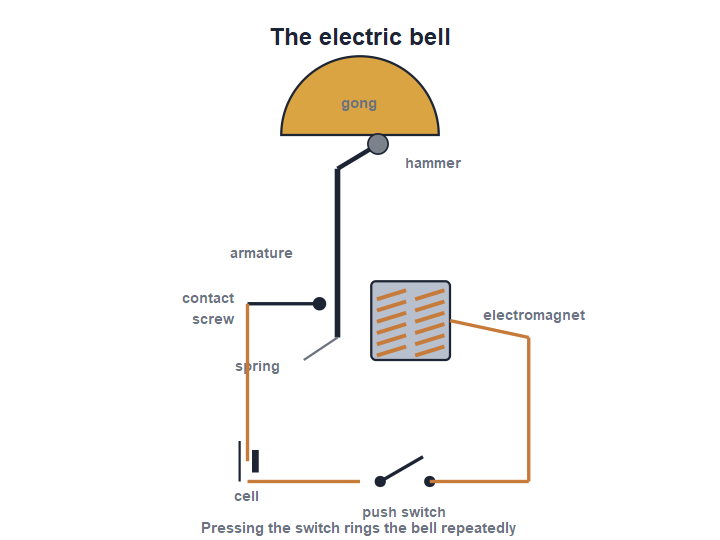 The electric bell
gong
hammer
armature
contact
screw
electromagnet
spring
cell
push switch
Pressing the switch rings the bell repeatedly